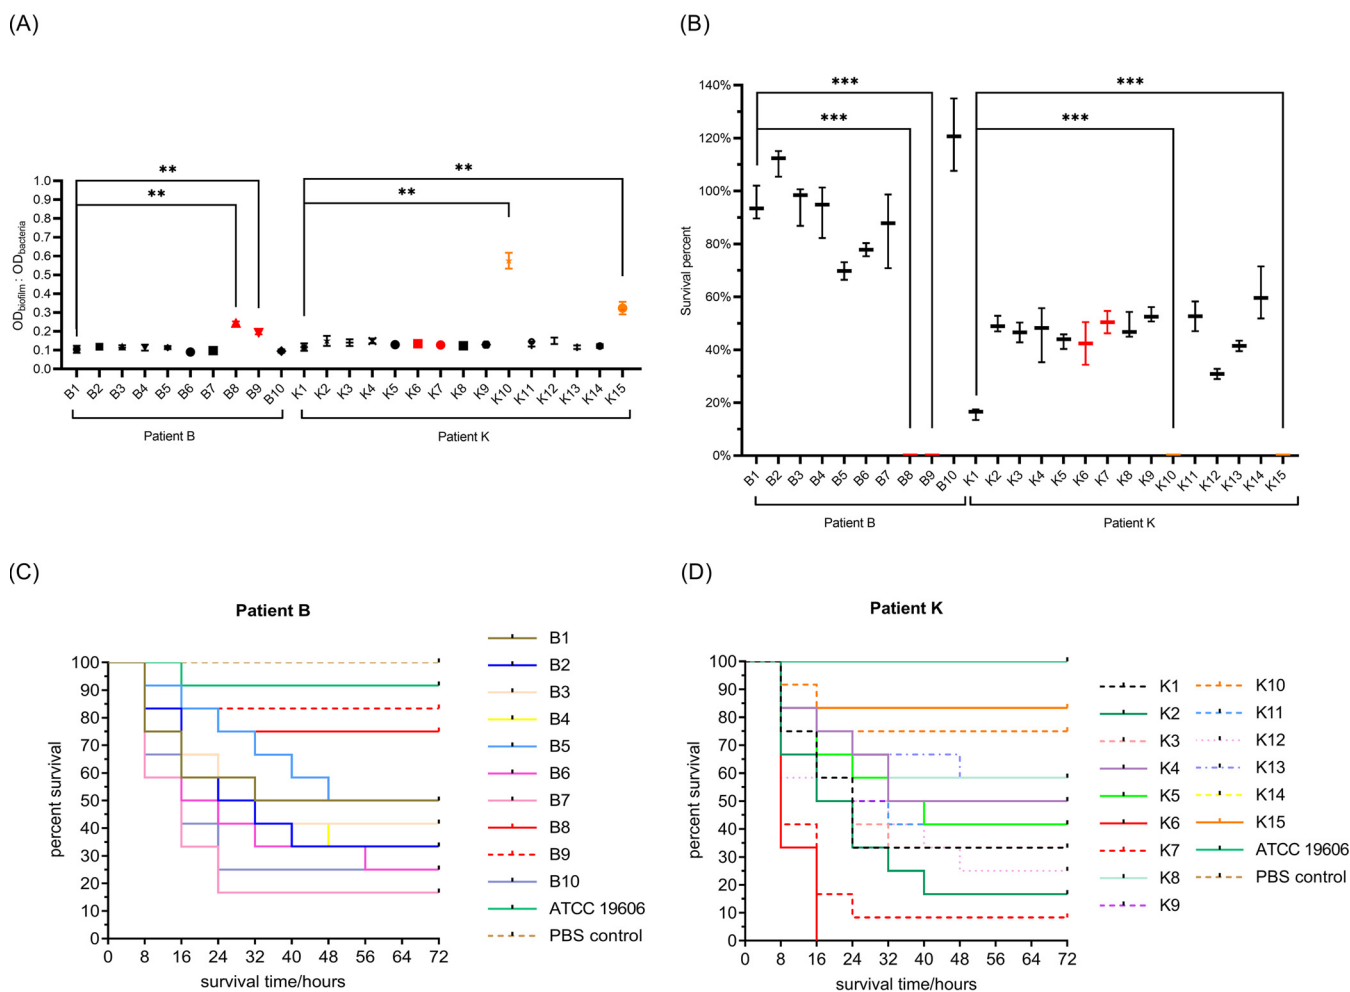 (A)
**
**
**
**
1.0
0.9
0.8
0.7
0.6
0.5
0.4
0.3
0.2
0.1
0.0
ODbiofilm : ODbacteria
B1 B2 B3 B4 B5 B6 B7 B8 B9 B10 K1 K2 K3 K4 K5 K6 K7 K8 K9 K10 K11 K12 K13 K14 K15
Patient B Patient K
(B)
*** ***
*** ***
140%
120%
100%
80%
60%
40%
20%
0%
Survival percent
B1 B2 B3 B4 B5 B6 B7 B8 B9 B10 K1 K2 K3 K4 K5 K6 K7 K8 K9 K10 K11 K12 K13 K14 K15
Patient B Patient K
(C)
Patient B
100
90
80
70
60
50
40
30
20
10
0
percent survival
0 8 16 24 32 40 48 56 64 72
survival time/hours
B1
B2
B3
B4
B5
B6
B7
B8
B9
B10
ATCC 19606
PBS control
(D)
Patient K
100
90
80
70
60
50
40
30
20
10
0
percent survival
0 8 16 24 32 40 48 56 64 72
survival time/hours
K1
K2
K3
K4
K5
K6
K7
K8
K9
K10
K11
K12
K13
K14
K15
ATCC 19606
PBS control